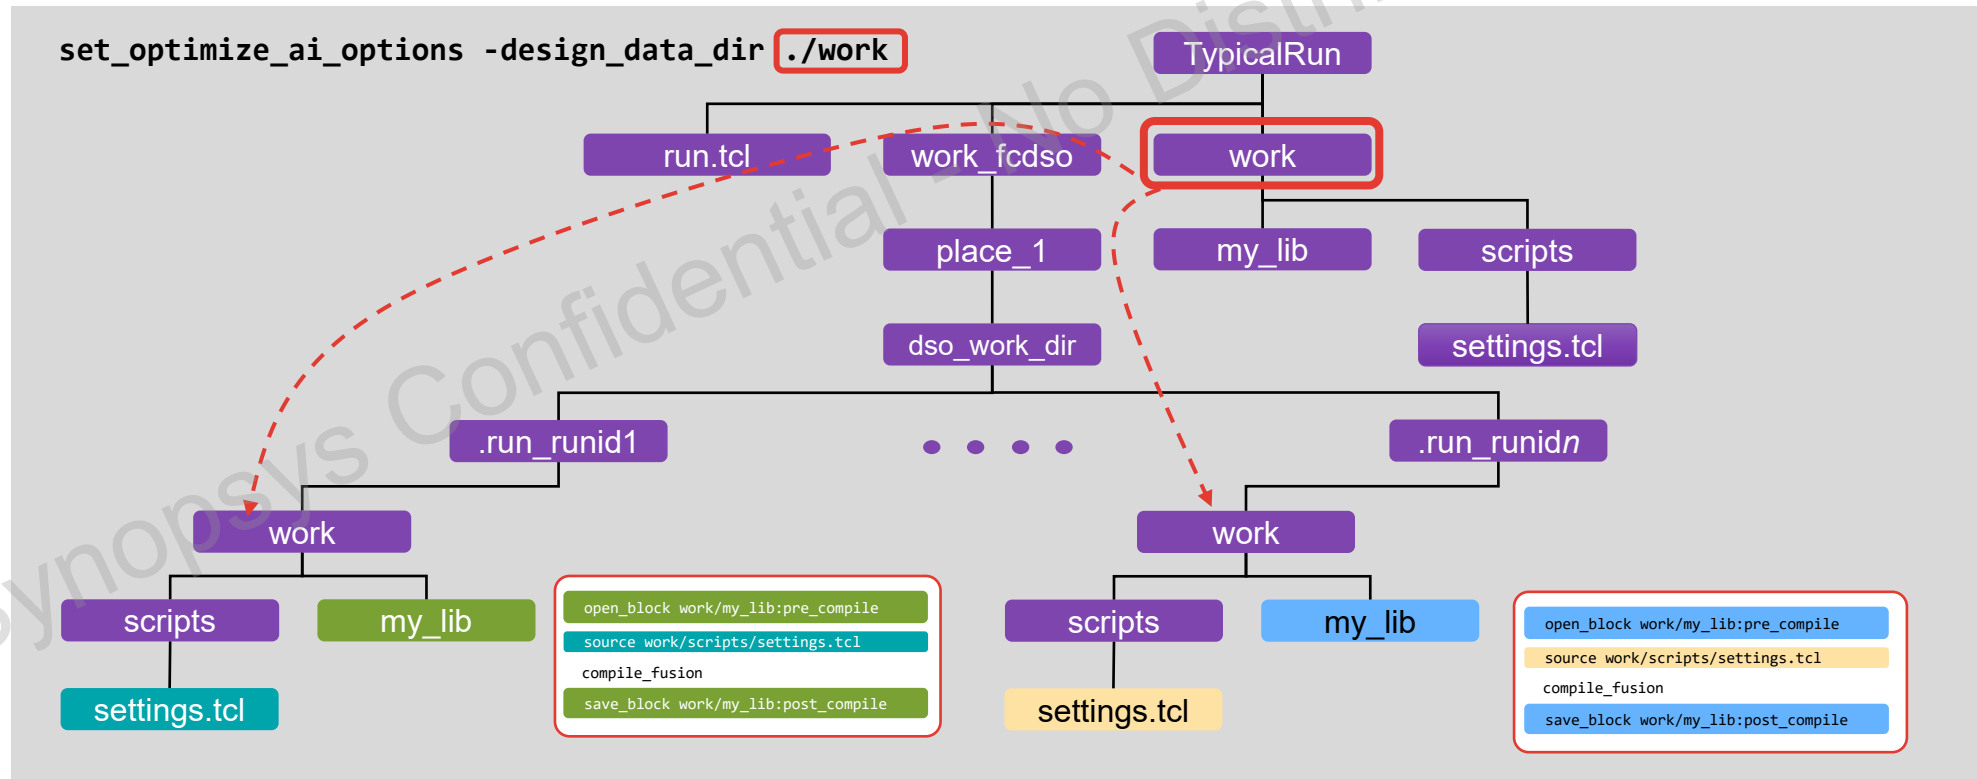 set_optimize_ai_options -design_data_dir ./work
TypicalRun
run.tcl
work_fcdso
work
place_1
my_lib
scripts
dso_work_dir
settings.tcl
.run_runid1
.run_runidn
work
work
scripts
my_lib
open_block work/my_lib:pre_compile
source work/scripts/settings.tcl
compile_fusion
save_block work/my_lib:post_compile
settings.tcl
scripts
my_lib
open_block work/my_lib:pre_compile
source work/scripts/settings.tcl
compile_fusion
save_block work/my_lib:post_compile
settings.tcl
Synopsys Confidential - No